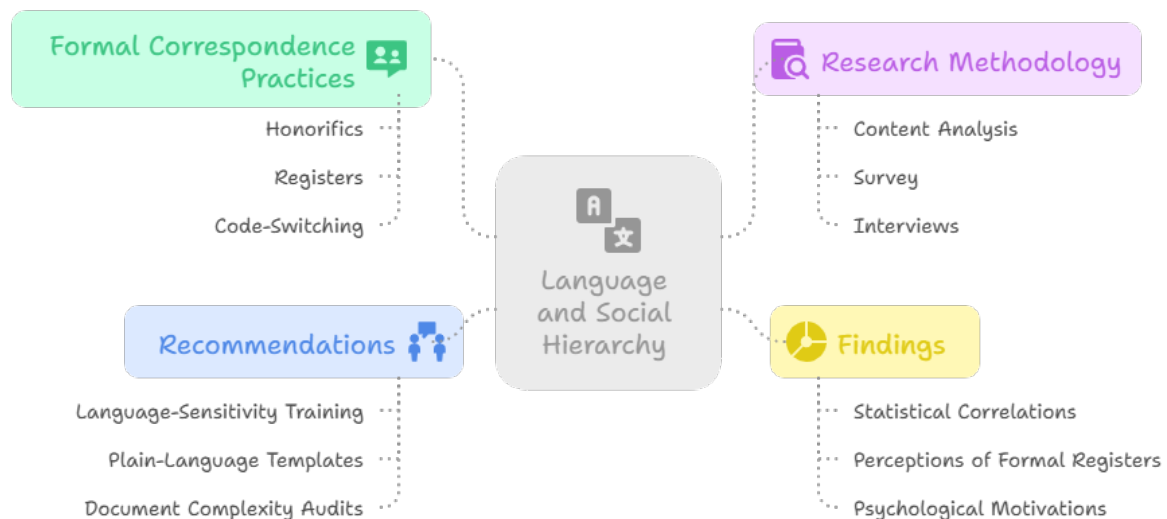 Formal Correspondence
Practices
Honorifics
Registers
Code-Switching
Research Methodology
Content Analysis
Survey
Interviews
A
文
Language
and Social
Hierarchy
Recommendations
Language-Sensitivity Training
Plain-Language Templates
Document Complexity Audits
Findings
Statistical Correlations
Perceptions of Formal Registers
Psychological Motivations